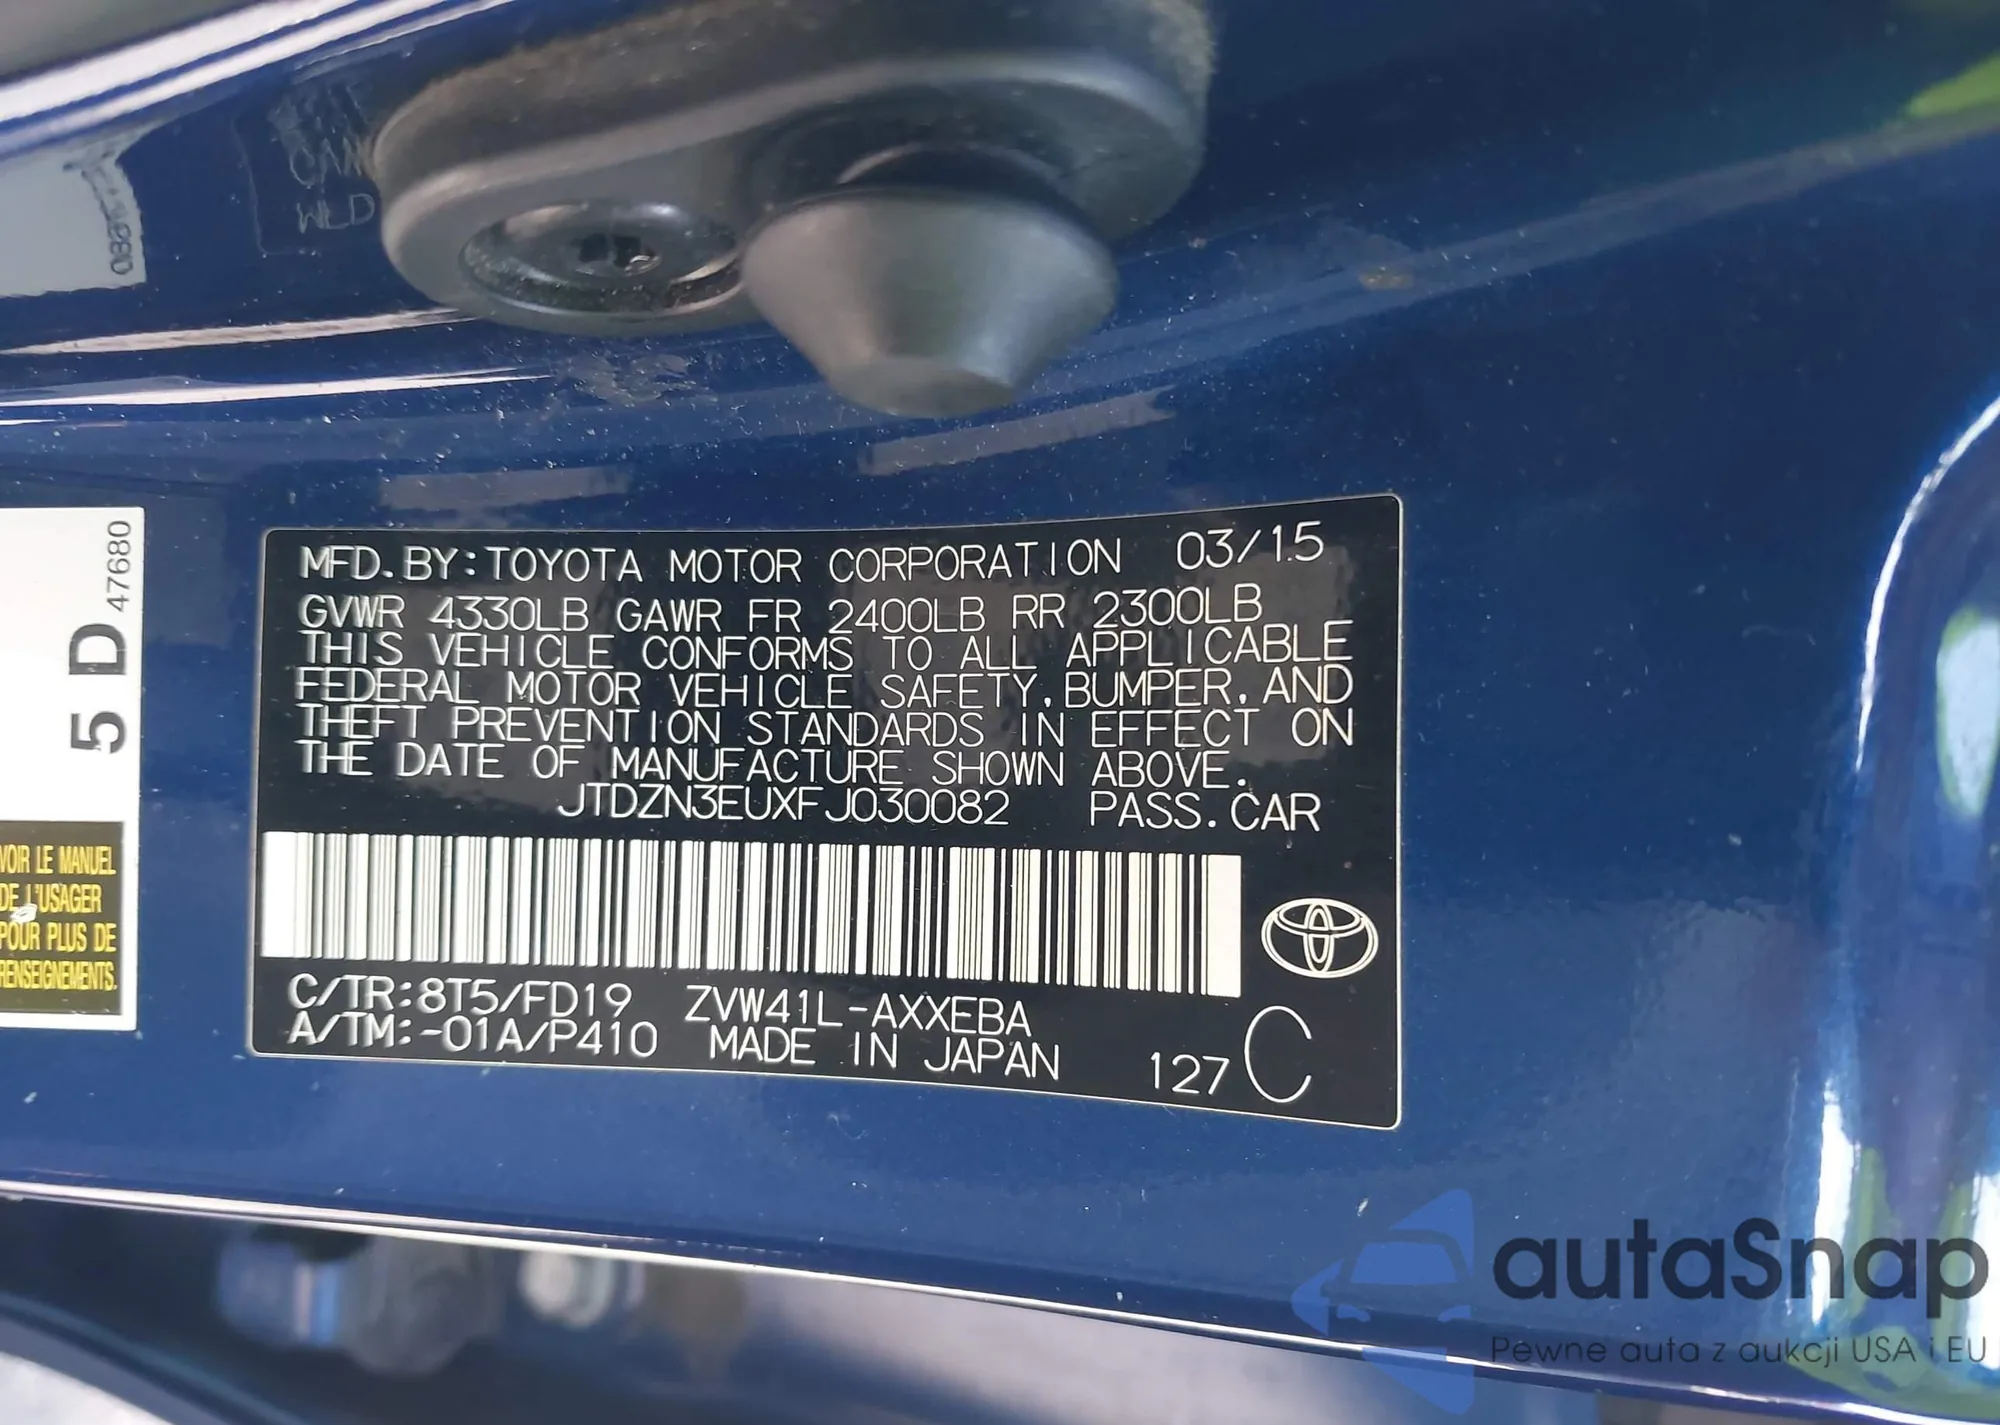 CAN
WLD
MFD. BY: TOYOTA MOTOR CORPORATION 03/15
GVWR 4330LB GAWR FR 2400LB RR 2300LB
THIS VEHICLE CONFORMS TO ALL APPLICABLE
FEDERAL MOTOR VEHICLE SAFETY, BUMPER, AND
THEFT PREVENTION STANDARDS IN EFFECT ON
THE DATE OF MANUFACTURE SHOWN ABOVE.
JTDZN3EUXFJ030082 PASS. CAR
C/TR: 8T5/FD19 ZVW41L-AXXEBA
A/TM: -01A/P410 MADE IN JAPAN 127 C
5 D 47680
VOIR LE MANUEL
DE L'USAGER
POUR PLUS DE
RENSEIGNEMENTS.
autaSnap
Pewne auta z aukcji USA i EU